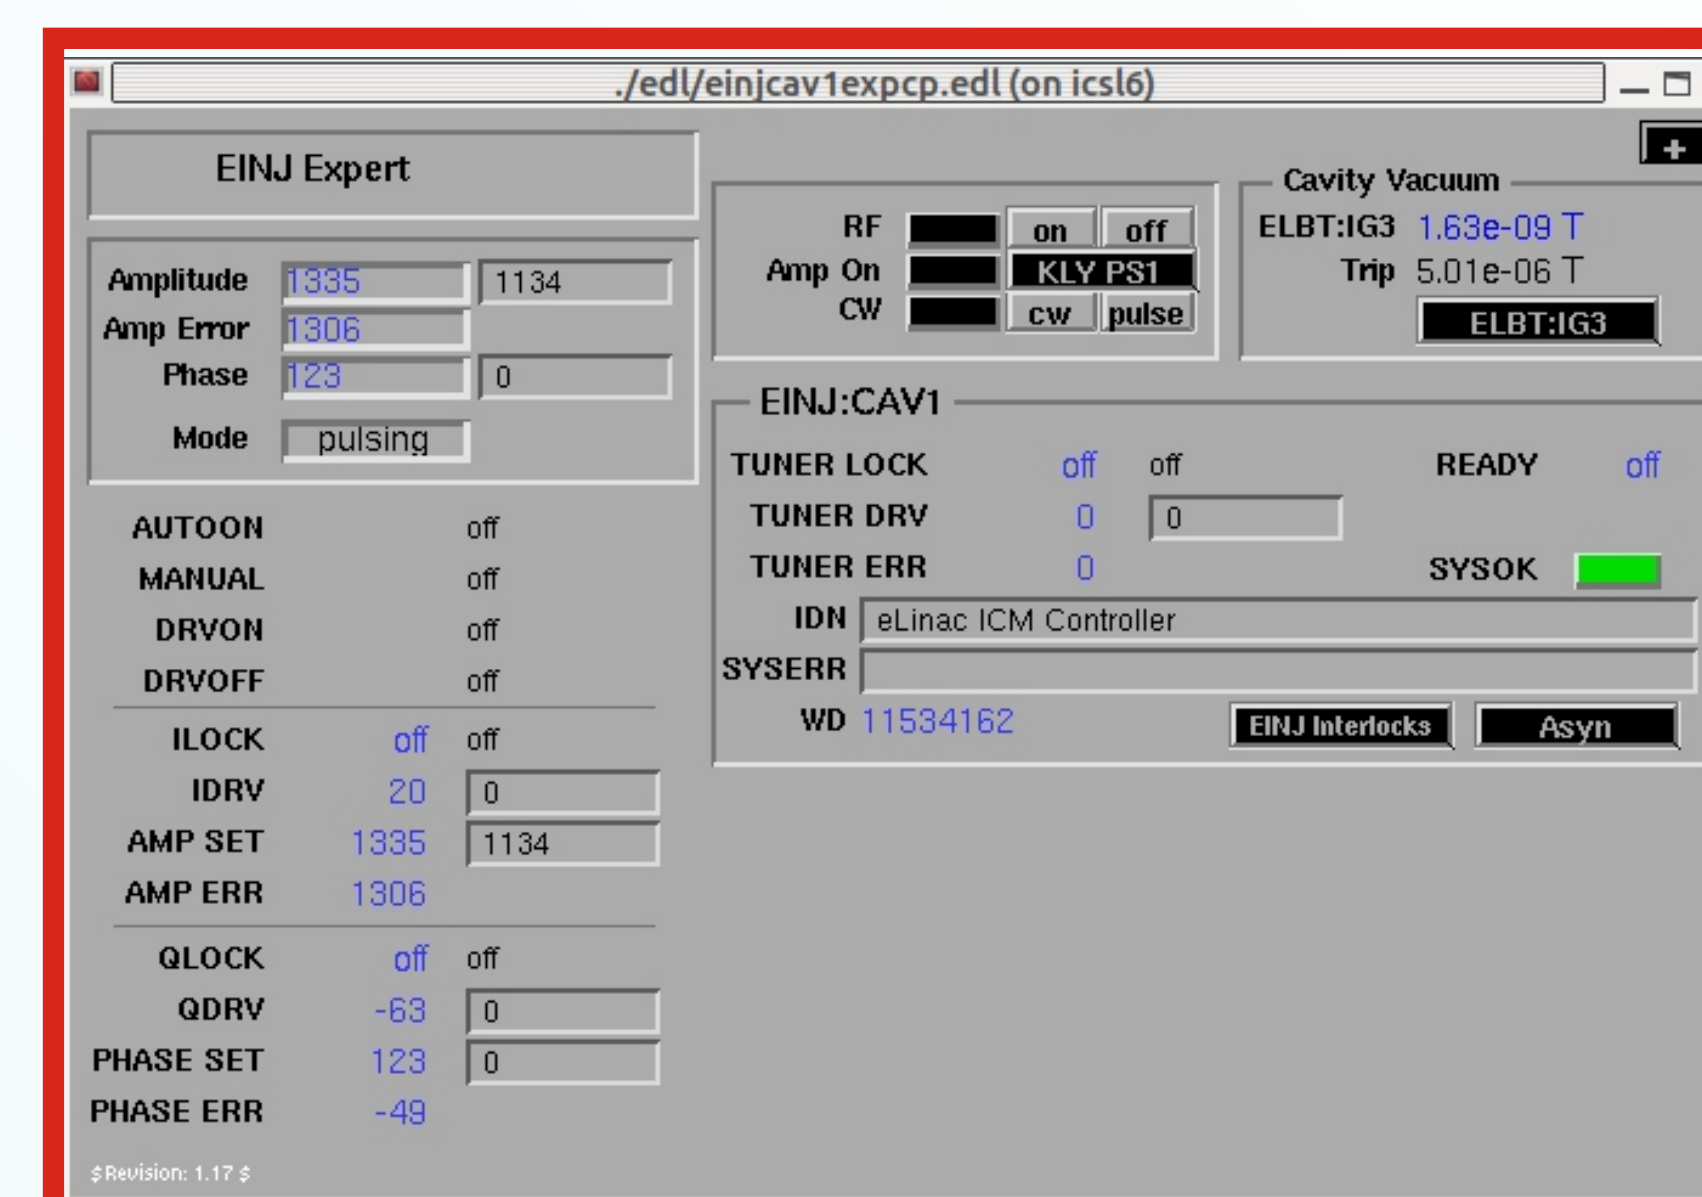 ./edl/einjcav1expcp.edl (on icsl6)
EINJ Expert
Amplitude 1335 1134
Amp Error 1306
Phase 123 0
Mode pulsing
AUTOON off
MANUAL off
DRVON off
DRVOFF off
ILOCK off off
IDRV 20 0
AMP SET 1335 1134
AMP ERR 1306
QLOCK off off
QDRV -63 0
PHASE SET 123 0
PHASE ERR -49
$Revision: 1.17 $
RF on off
Amp On KLY PS1
CW cw pulse
+
Cavity Vacuum
ELBT:IG3 1.63e-09 T
Trip 5.01e-06 T
ELBT:IG3
EINJ:CAV1
TUNER LOCK off off READY off
TUNER DRV 0 0
TUNER ERR 0 SYSOK
IDN eLinac ICM Controller
SYSERR
WD 11534162 EINJ Interlocks Asyn